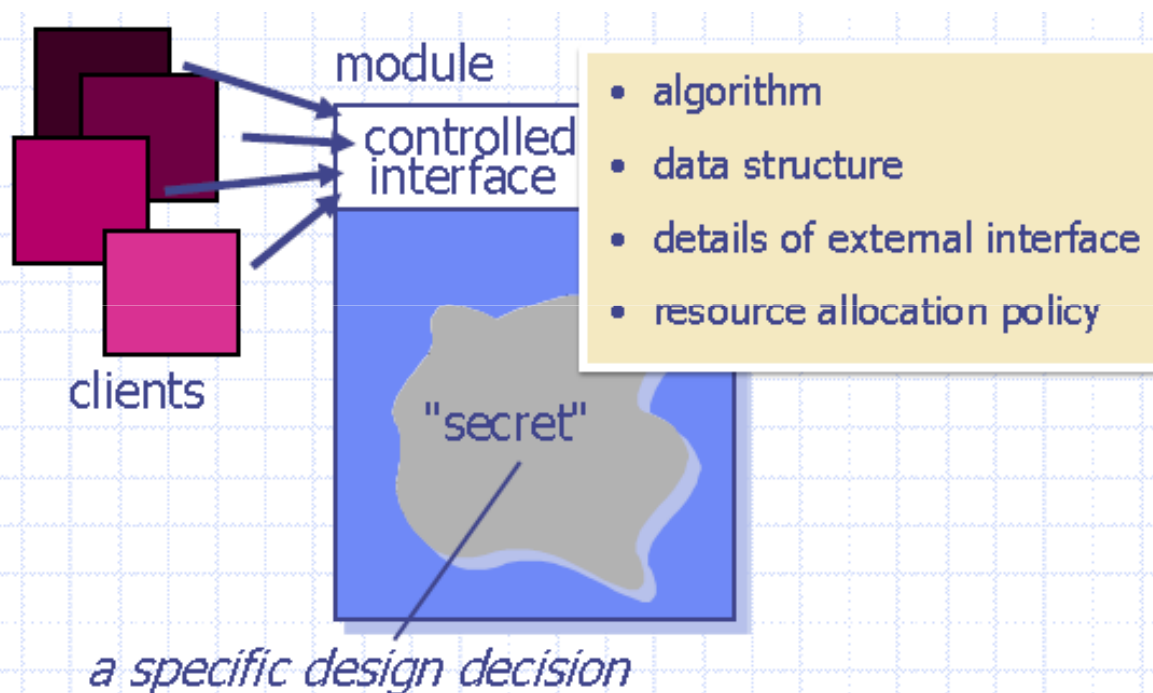 module
controlled
interface
• algorithm
• data structure
• details of external interface
• resource allocation policy
clients
"secret"
a specific design decision